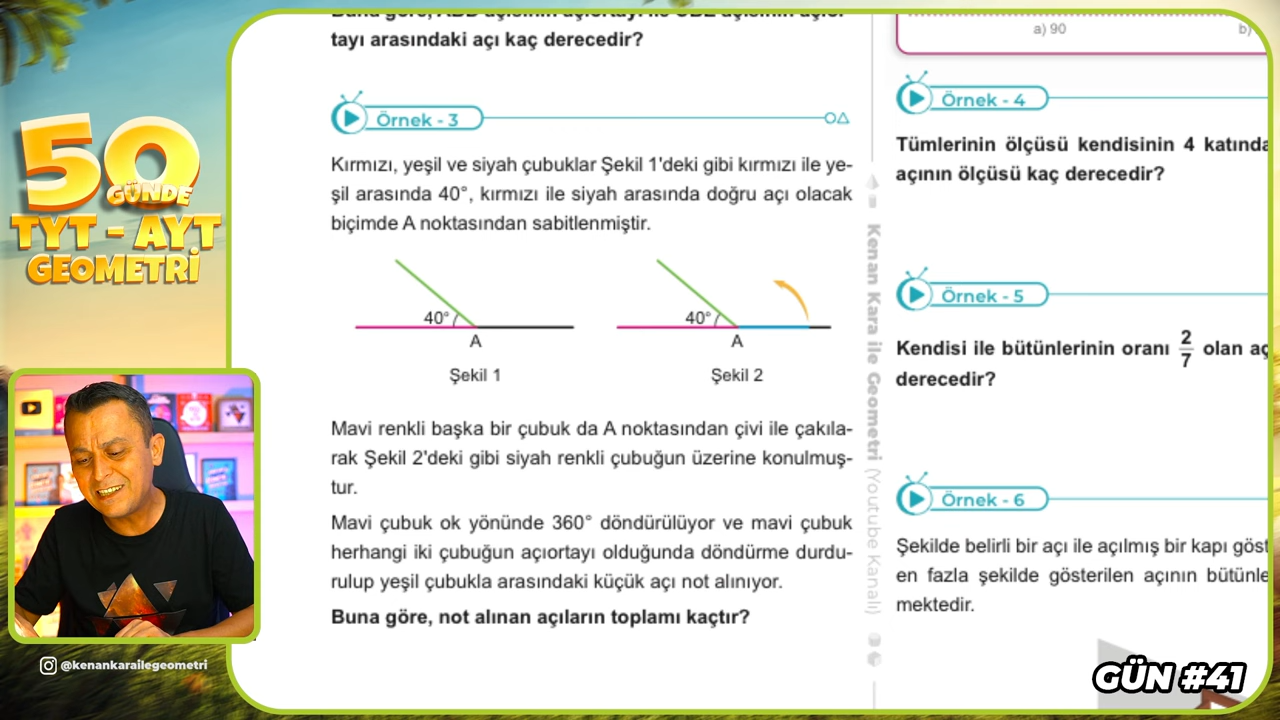 50
GÜNDE
TYT - AYT
GEOMETRİ
@kenankarailegeometri
tayı arasındaki açı kaç derecedir?
Örnek - 3
Kırmızı, yeşil ve siyah çubuklar Şekil 1'deki gibi kırmızı ile ye-
şil arasında 40°, kırmızı ile siyah arasında doğru açı olacak
biçimde A noktasından sabitlenmiştir.
40°
A
Şekil 1
40°
A
Şekil 2
Mavi renkli başka bir çubuk da A noktasından çivi ile çakıla-
rak Şekil 2'deki gibi siyah renkli çubuğun üzerine konulmuş-
tur.
Mavi çubuk ok yönünde 360° döndürülüyor ve mavi çubuk
herhangi iki çubuğun açıortayı olduğunda döndürme durdu-
rulup yeşil çubukla arasındaki küçük açı not alınıyor.
Buna göre, not alınan açıların toplamı kaçtır?
Kenan Kara ile Geometri (Youtube Kanalı)
a) 90
b)
Örnek - 4
Tümlerinin ölçüsü kendisinin 4 katında
açının ölçüsü kaç derecedir?
Örnek - 5
Kendisi ile bütünlerinin oranı 2/7 olan aç
derecedir?
Örnek - 6
Şekilde belirli bir açı ile açılmış bir kapı göst
en fazla şekilde gösterilen açının bütünle
mektedir.
GÜN #41